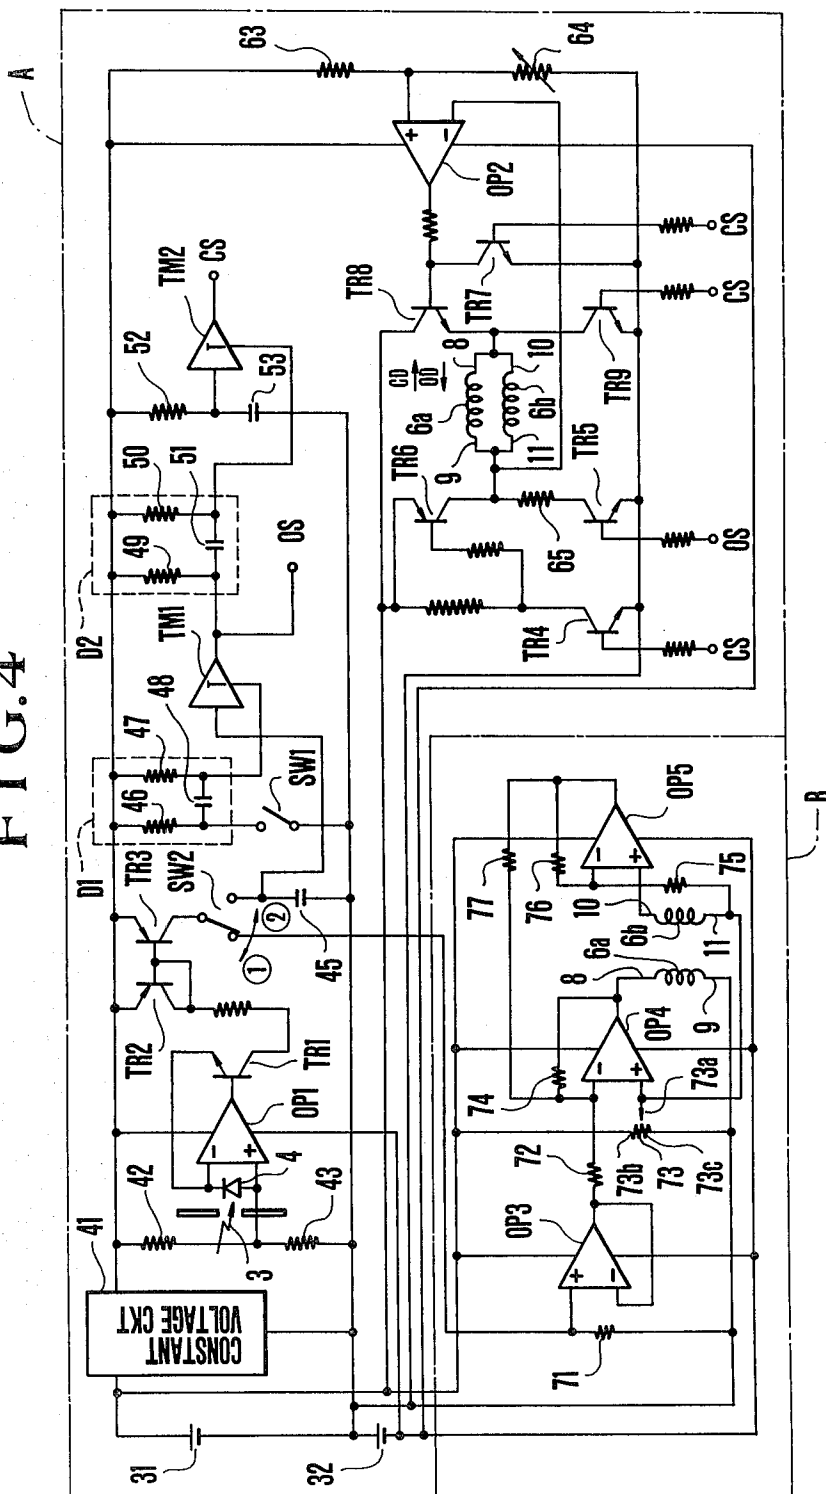 FIG.4
A
41
CONSTANT
VOLTAGE CKT
31
32
42
43
3
4
OP1
TR1
TR2
TR3
SW2
1
2
45
D1
46
47
48
SW1
TM1
OS
D2
49
50
51
52
53
TM2
CS
63
64
+
−
OP2
TR8
TR7
CS
CS
TR9
CD
OD
8
6a
9
10
6b
11
TR6
TR5
65
OS
TR4
CS
B
71
OP3
+
−
72
73b
73
73c
73a
74
OP4
−
+
8
6a
9
10
6b
11
75
76
77
OP5
−
+
−
+
T
T